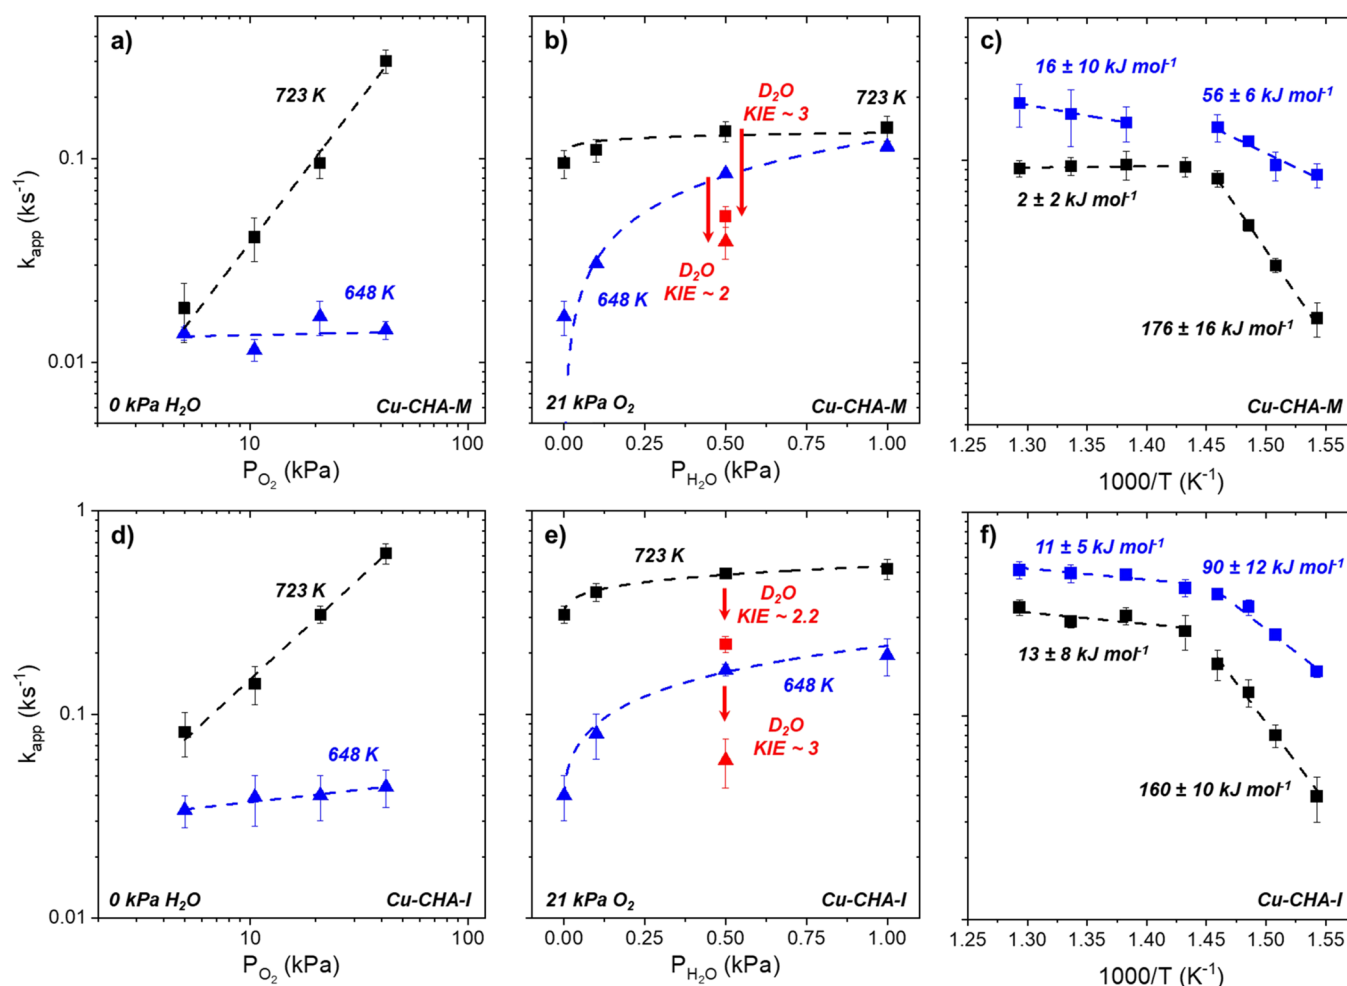 a)
723 K
648 K
0 kPa H₂O
Cu-CHA-M
0.1
0.01
k_app (ks⁻¹)
10
100
P_O₂ (kPa)
b)
D₂O
KIE ~ 3
723 K
D₂O
KIE ~ 2
648 K
21 kPa O₂
Cu-CHA-M
0.00
0.25
0.50
0.75
1.00
P_H₂O (kPa)
c)
16 ± 10 kJ mol⁻¹
56 ± 6 kJ mol⁻¹
2 ± 2 kJ mol⁻¹
176 ± 16 kJ mol⁻¹
Cu-CHA-M
1.25
1.30
1.35
1.40
1.45
1.50
1.55
1000/T (K⁻¹)
d)
723 K
648 K
0 kPa H₂O
Cu-CHA-I
1
0.1
0.01
k_app (ks⁻¹)
10
100
P_O₂ (kPa)
e)
723 K
D₂O
KIE ~ 2.2
648 K
D₂O
KIE ~ 3
21 kPa O₂
Cu-CHA-I
0.00
0.25
0.50
0.75
1.00
P_H₂O (kPa)
f)
11 ± 5 kJ mol⁻¹
90 ± 12 kJ mol⁻¹
13 ± 8 kJ mol⁻¹
160 ± 10 kJ mol⁻¹
Cu-CHA-I
1.25
1.30
1.35
1.40
1.45
1.50
1.55
1000/T (K⁻¹)